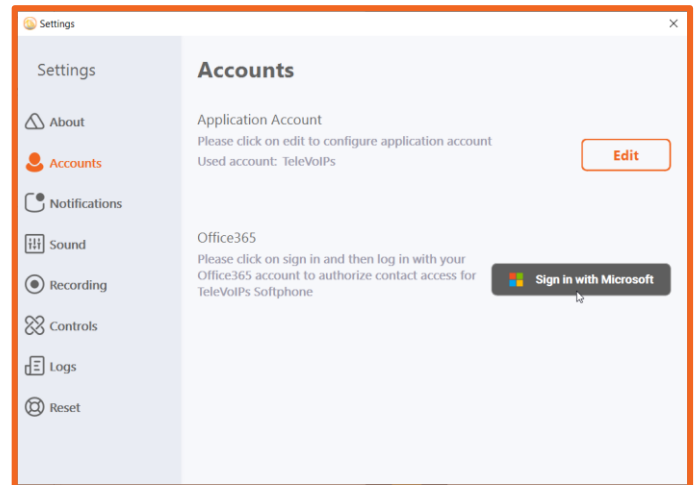 Settings
Settings
About
Accounts
Notifications
Sound
Recording
Controls
Logs
Reset
Accounts
Application Account
Please click on edit to configure application account
Used account: TeleVoIPs
Edit
Office365
Please click on sign in and then log in with your
Office365 account to authorize contact access for
TeleVoIPs Softphone
Sign in with Microsoft